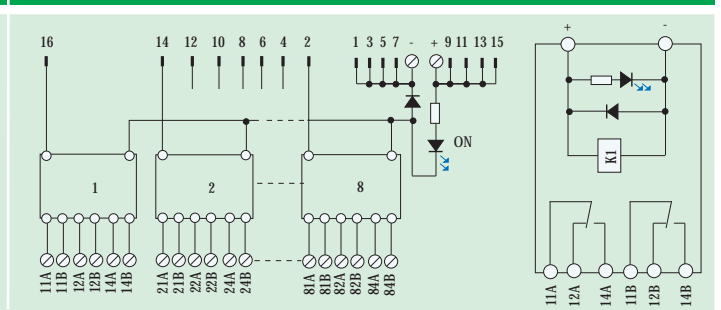 16 14 12 10 8 6 4 2 1 3 5 7 - + 9 11 13 15
ON
1 2 8
11A 11B 12A 12B 14A 14B 21A 21B 22A 22B 24A 24B 81A 81B 82A 82B 84A 84B
+ -
K1
11A 12A 14A 11B 12B 14B